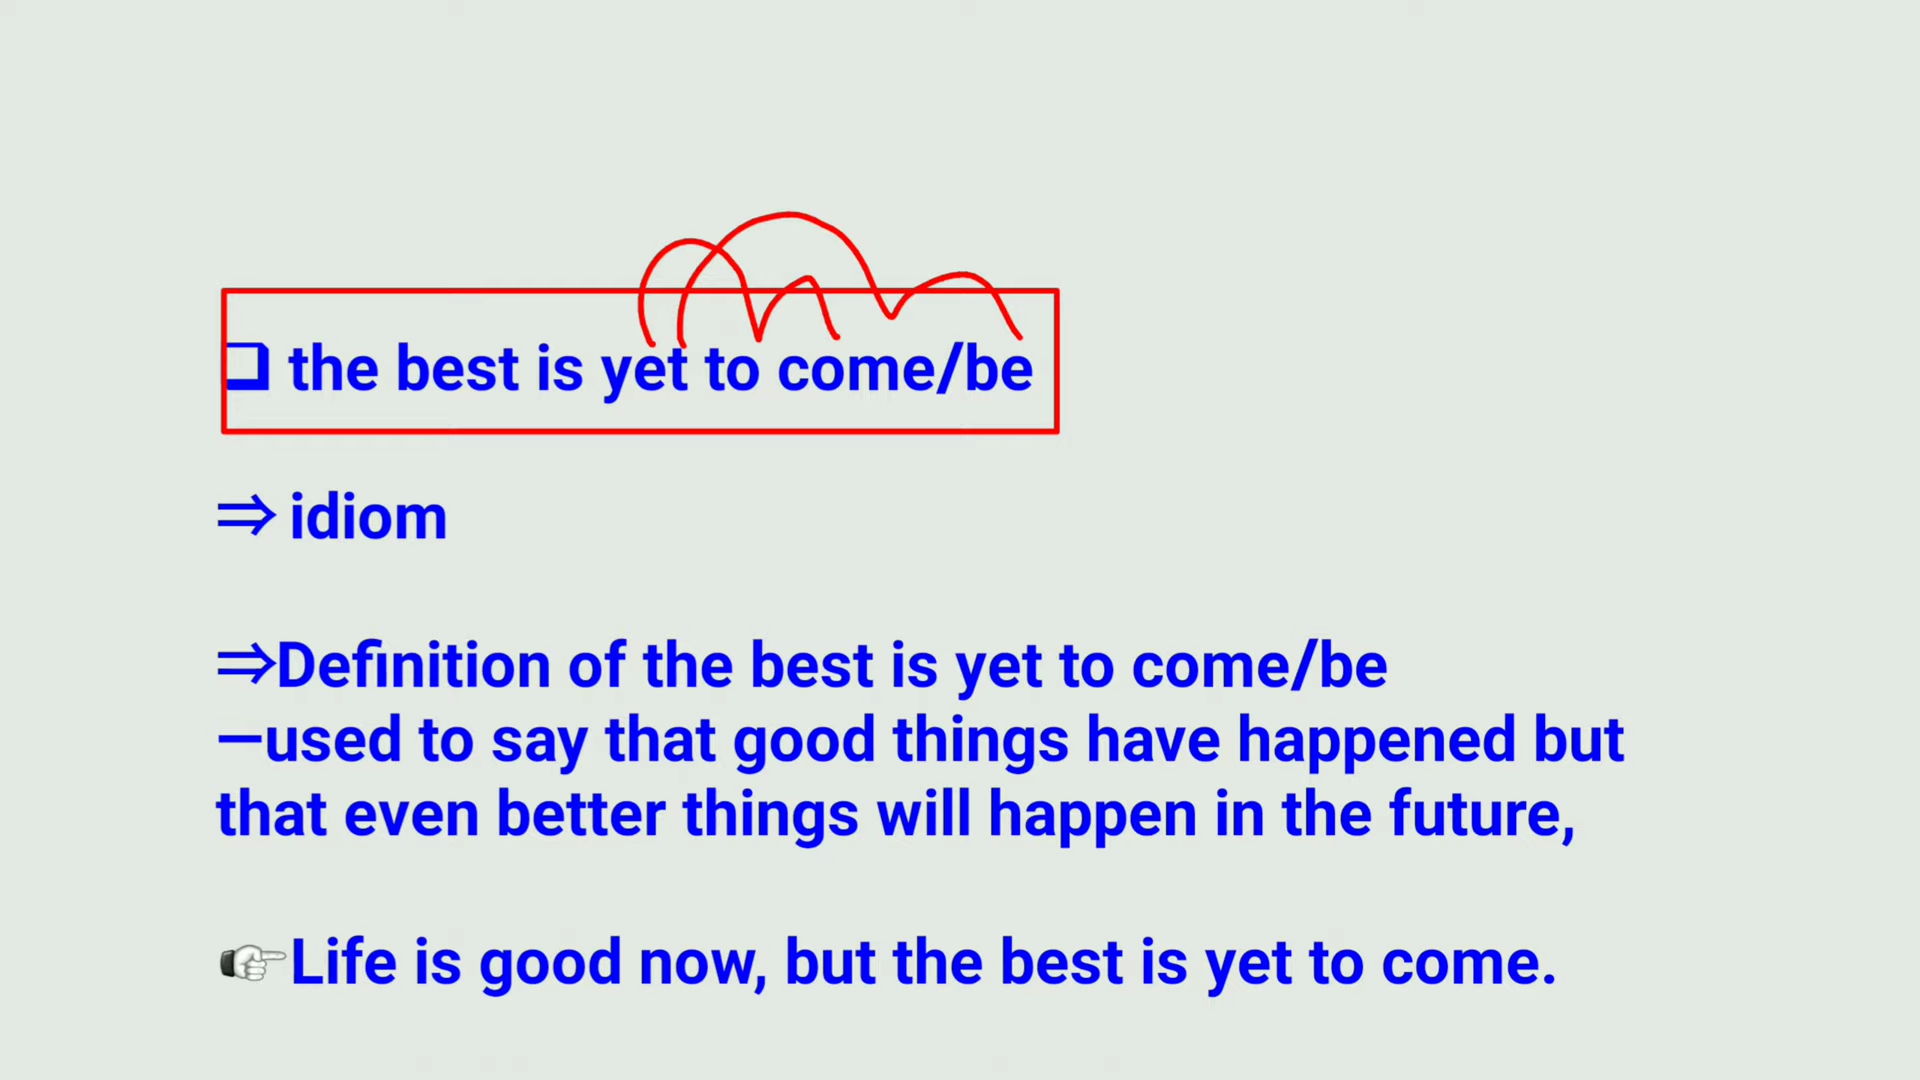 ❑ the best is yet to come/be
⇒ idiom
⇒Definition of the best is yet to come/be
—used to say that good things have happened but
that even better things will happen in the future,
☞Life is good now, but the best is yet to come.